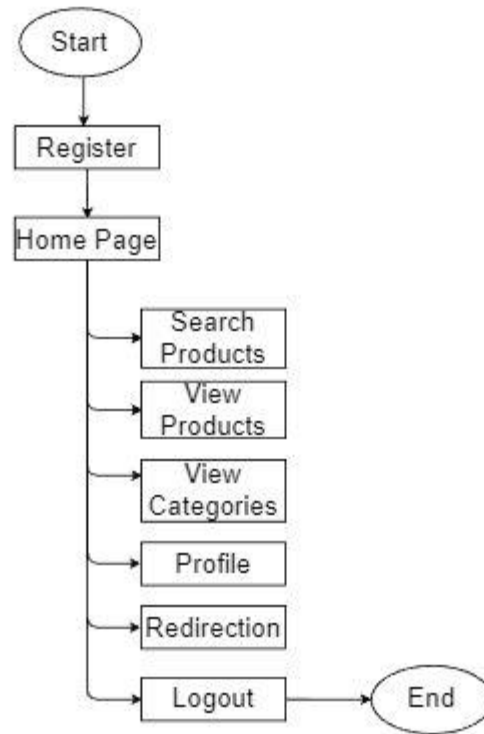 Start
Register
Home Page
Search
Products
View
Products
View
Categories
Profile
Redirection
Logout
End